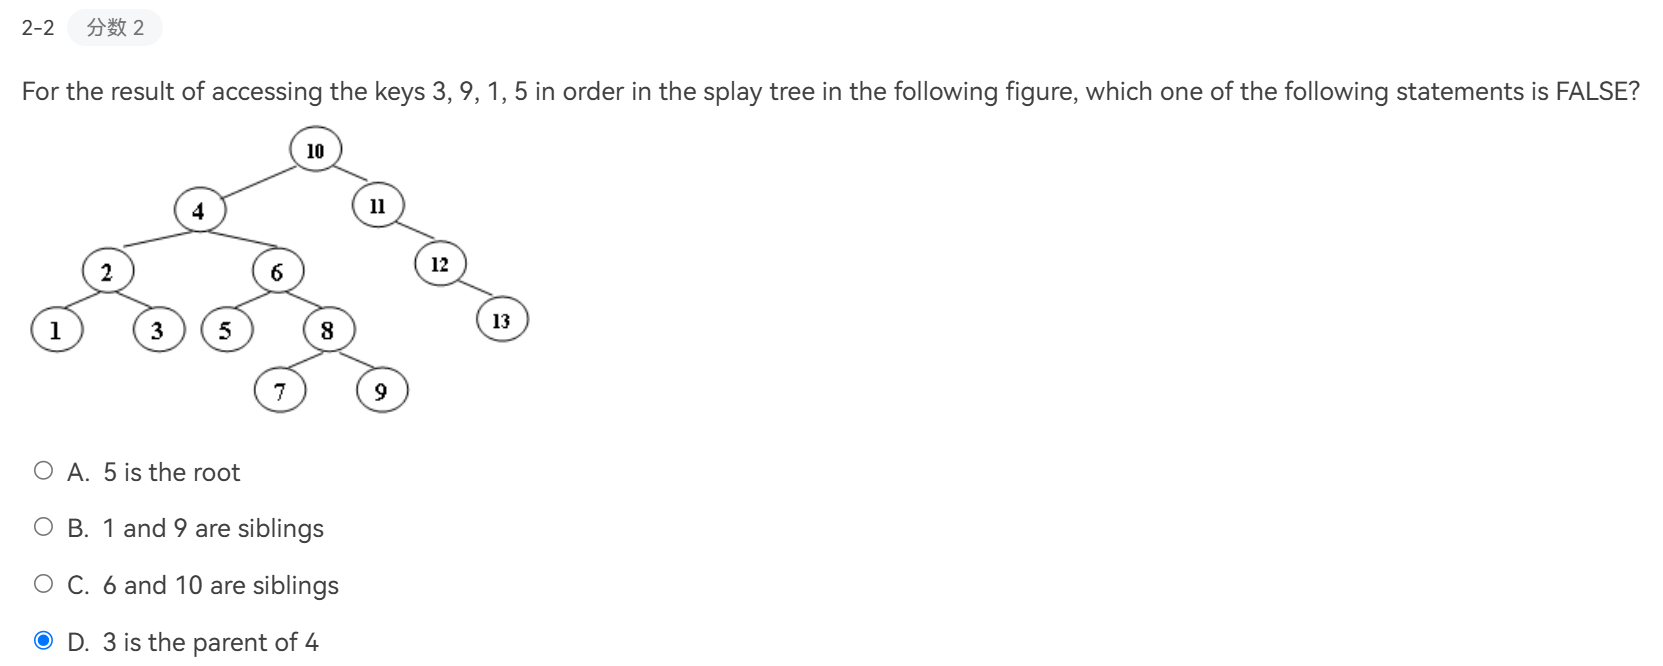 2-2 分数 2
For the result of accessing the keys 3, 9, 1, 5 in order in the splay tree in the following figure, which one of the following statements is FALSE?
10
4 11
2 6 12
1 3 5 8 13
7 9
A. 5 is the root
B. 1 and 9 are siblings
C. 6 and 10 are siblings
D. 3 is the parent of 4